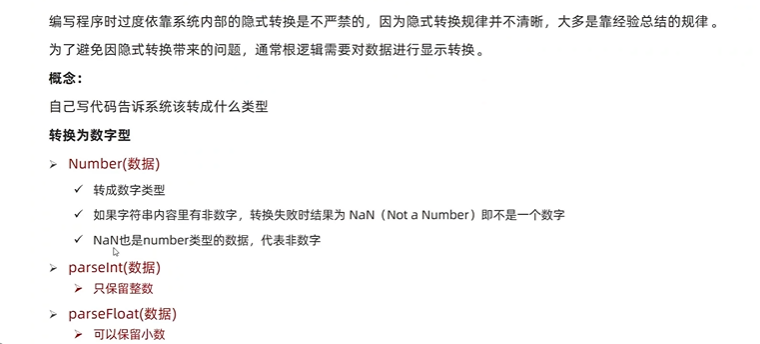 编写程序时过度依靠系统内部的隐式转换是不严禁的，因为隐式转换规律并不清晰，大多是靠经验总结的规律。
为了避免因隐式转换带来的问题，通常根逻辑需要对数据进行显示转换。
概念：
自己写代码告诉系统该转成什么类型
转换为数字型
Number(数据)
转成数字类型
如果字符串内容里有非数字，转换失败时结果为 NaN（Not a Number）即不是一个数字
NaN也是number类型的数据，代表非数字
parseInt(数据)
只保留整数
parseFloat(数据)
可以保留小数